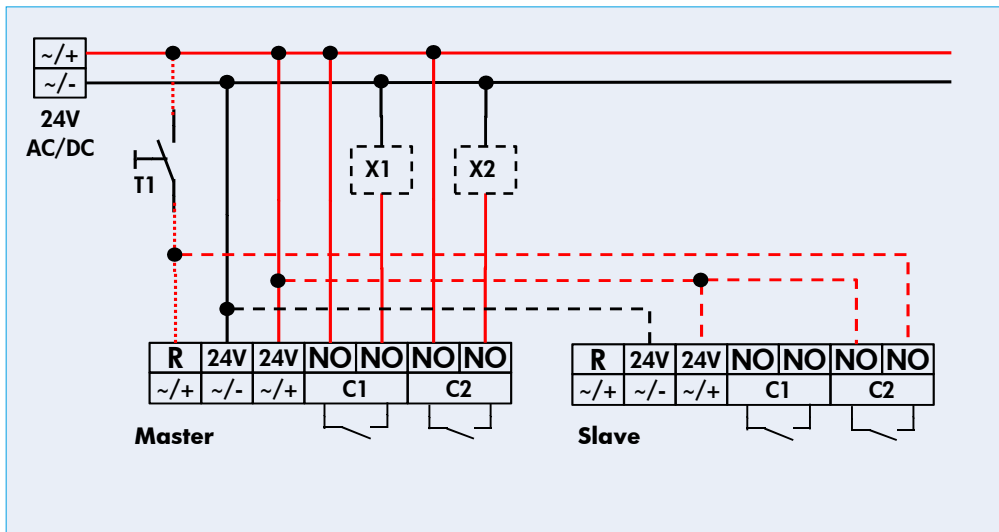 ~/+
~/-
24V
AC/DC
T1
X1
X2
R 24V 24V NO NO NO NO
~/+ ~/- ~/+ C1 C2
Master
R 24V 24V NO NO NO NO
~/+ ~/- ~/+ C1 C2
Slave